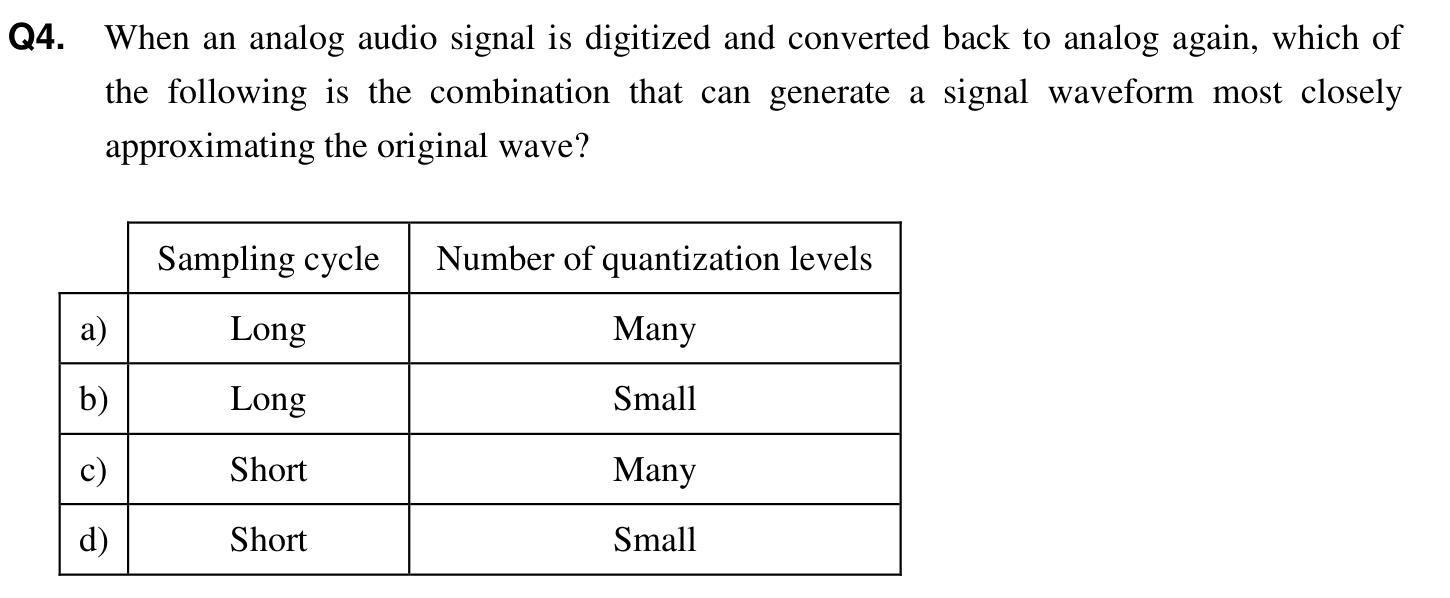 Q4. When an analog audio signal is digitized and converted back to analog again, which of
the following is the combination that can generate a signal waveform most closely
approximating the original wave?
Sampling cycle Number of quantization levels
a) Long Many
b) Long Small
c) Short Many
d) Short Small